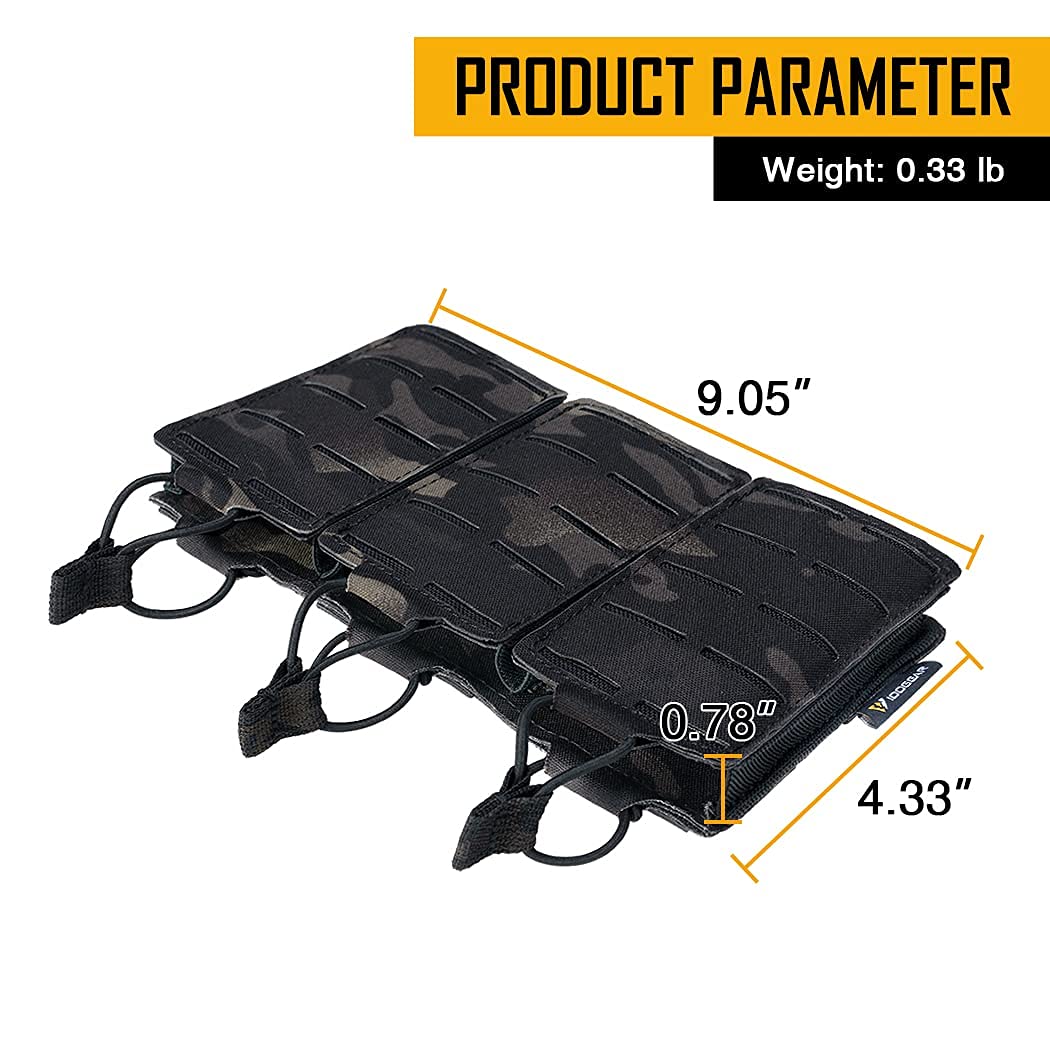 PRODUCT PARAMETER
Weight: 0.33 lb
9.05"
0.78"
4.33"
IDOGEAR